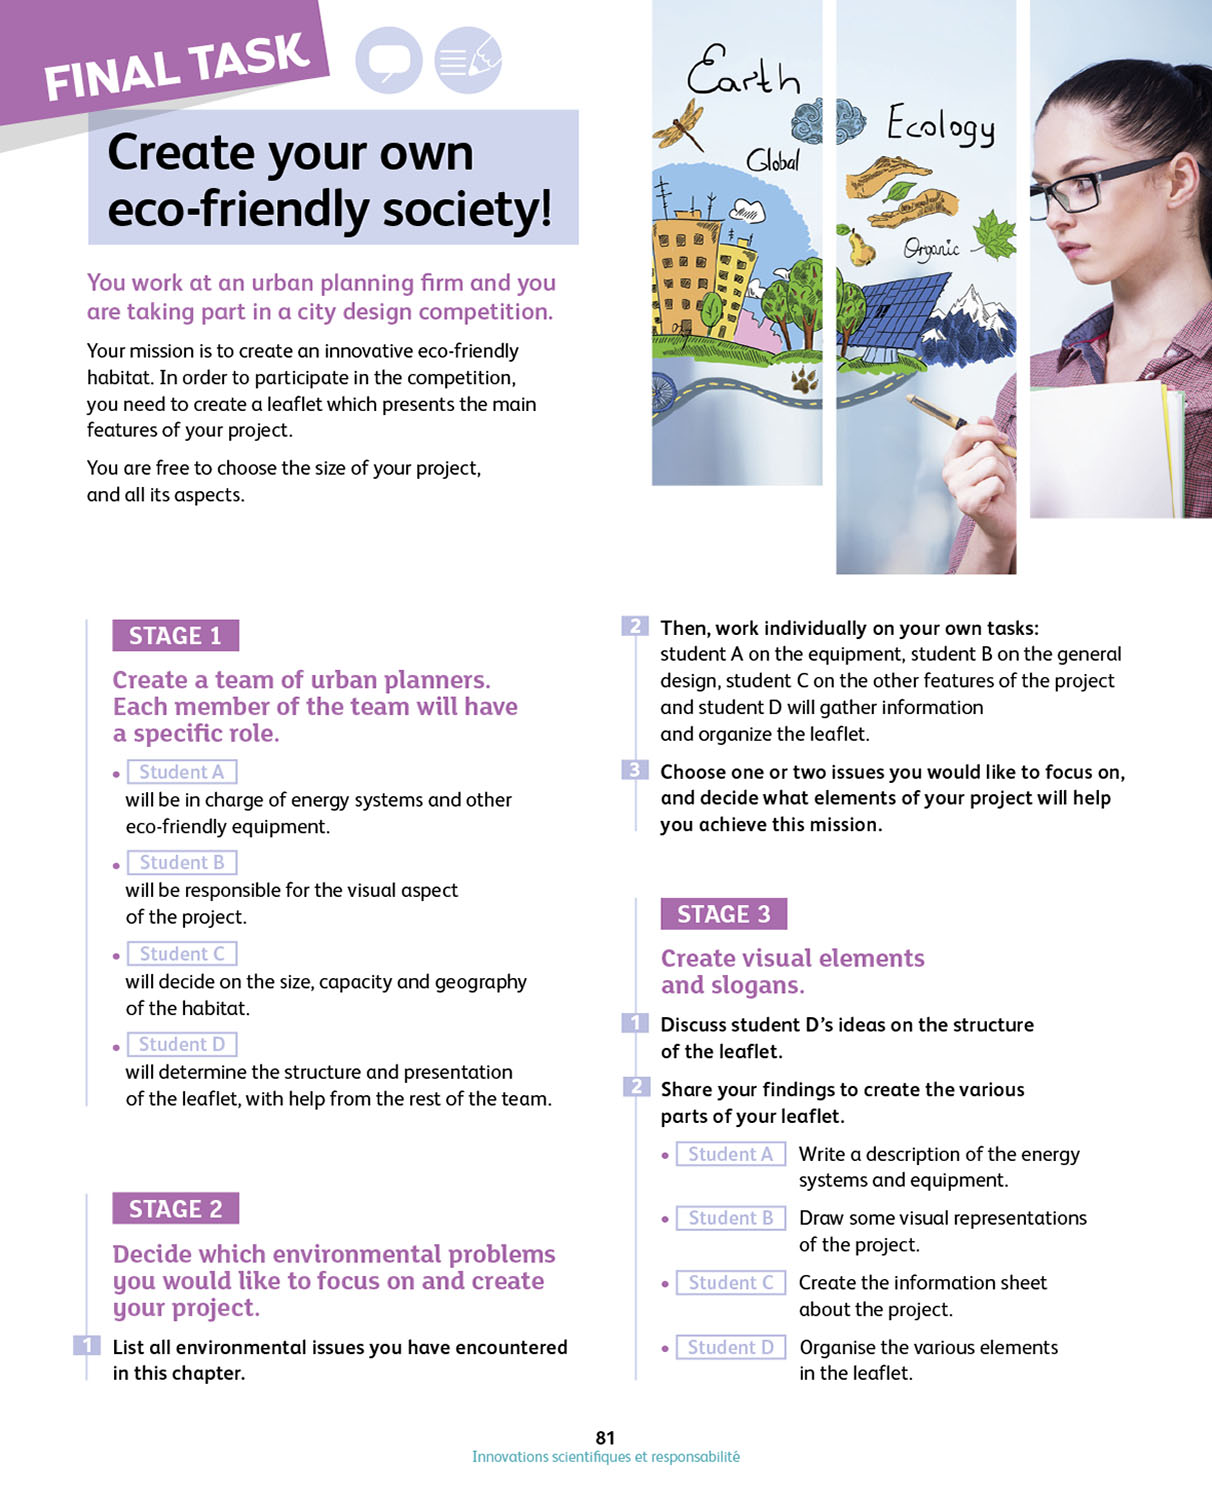 FINAL TASK
Create your own
eco-friendly society!
You work at an urban planning firm and you
are taking part in a city design competition.
Your mission is to create an innovative eco-friendly
habitat. In order to participate in the competition,
you need to create a leaflet which presents the main
features of your project.
You are free to choose the size of your project,
and all its aspects.
Earth
Global
Ecology
Organic
STAGE 1
Create a team of urban planners.
Each member of the team will have
a specific role.
• Student A
will be in charge of energy systems and other
eco-friendly equipment.
• Student B
will be responsible for the visual aspect
of the project.
• Student C
will decide on the size, capacity and geography
of the habitat.
• Student D
will determine the structure and presentation
of the leaflet, with help from the rest of the team.
STAGE 2
Decide which environmental problems
you would like to focus on and create
your project.
1 List all environmental issues you have encountered
in this chapter.
2 Then, work individually on your own tasks:
student A on the equipment, student B on the general
design, student C on the other features of the project
and student D will gather information
and organize the leaflet.
3 Choose one or two issues you would like to focus on,
and decide what elements of your project will help
you achieve this mission.
STAGE 3
Create visual elements
and slogans.
1 Discuss student D's ideas on the structure
of the leaflet.
2 Share your findings to create the various
parts of your leaflet.
• Student A Write a description of the energy
systems and equipment.
• Student B Draw some visual representations
of the project.
• Student C Create the information sheet
about the project.
• Student D Organise the various elements
in the leaflet.
81
Innovations scientifiques et responsabilité